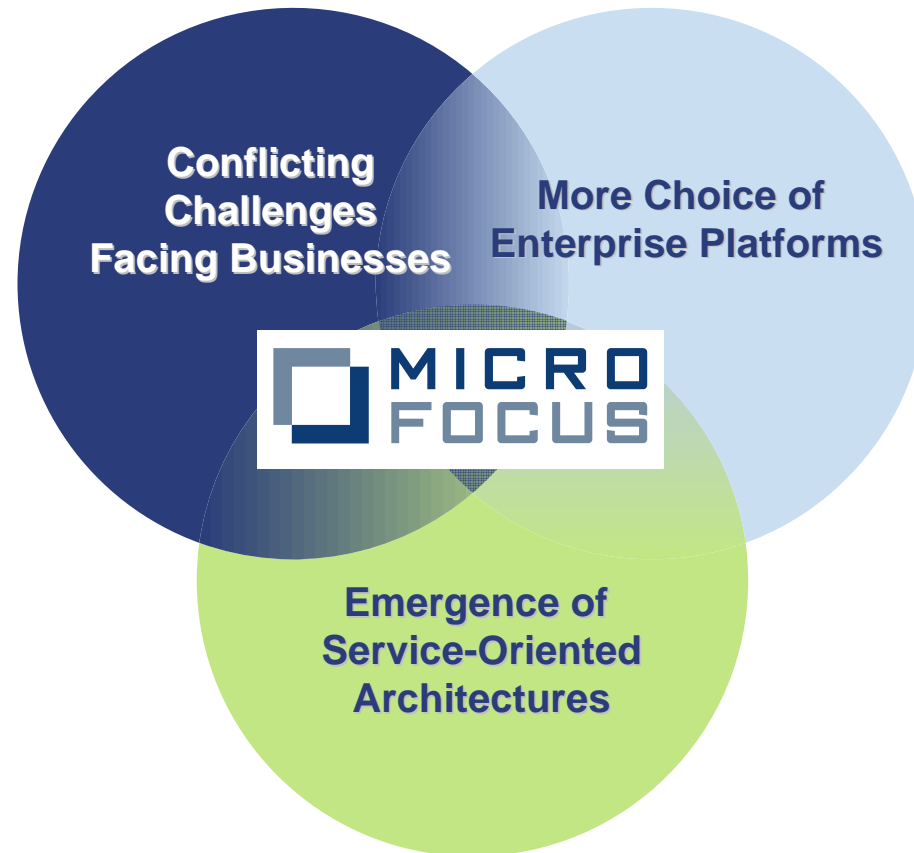 Conflicting
Challenges
Facing Businesses
More Choice of
Enterprise Platforms
MICRO
FOCUS
Emergence of
Service-Oriented
Architectures